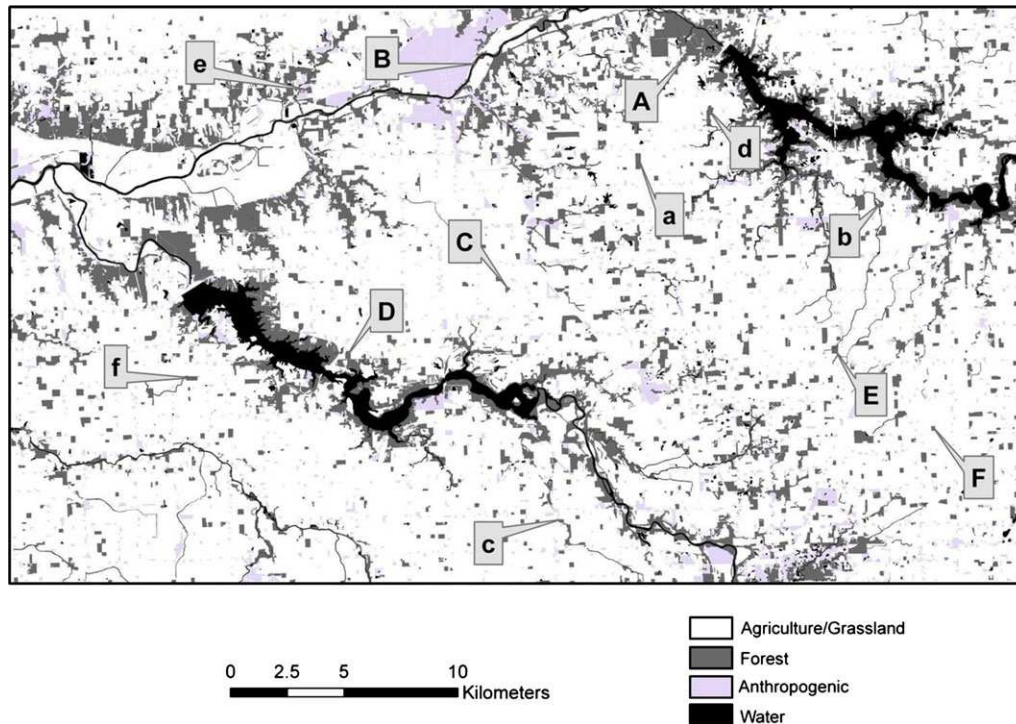 A
B
e
d
a
C
b
D
f
E
F
c
0 2.5 5 10
Kilometers
Agriculture/Grassland
Forest
Anthropogenic
Water